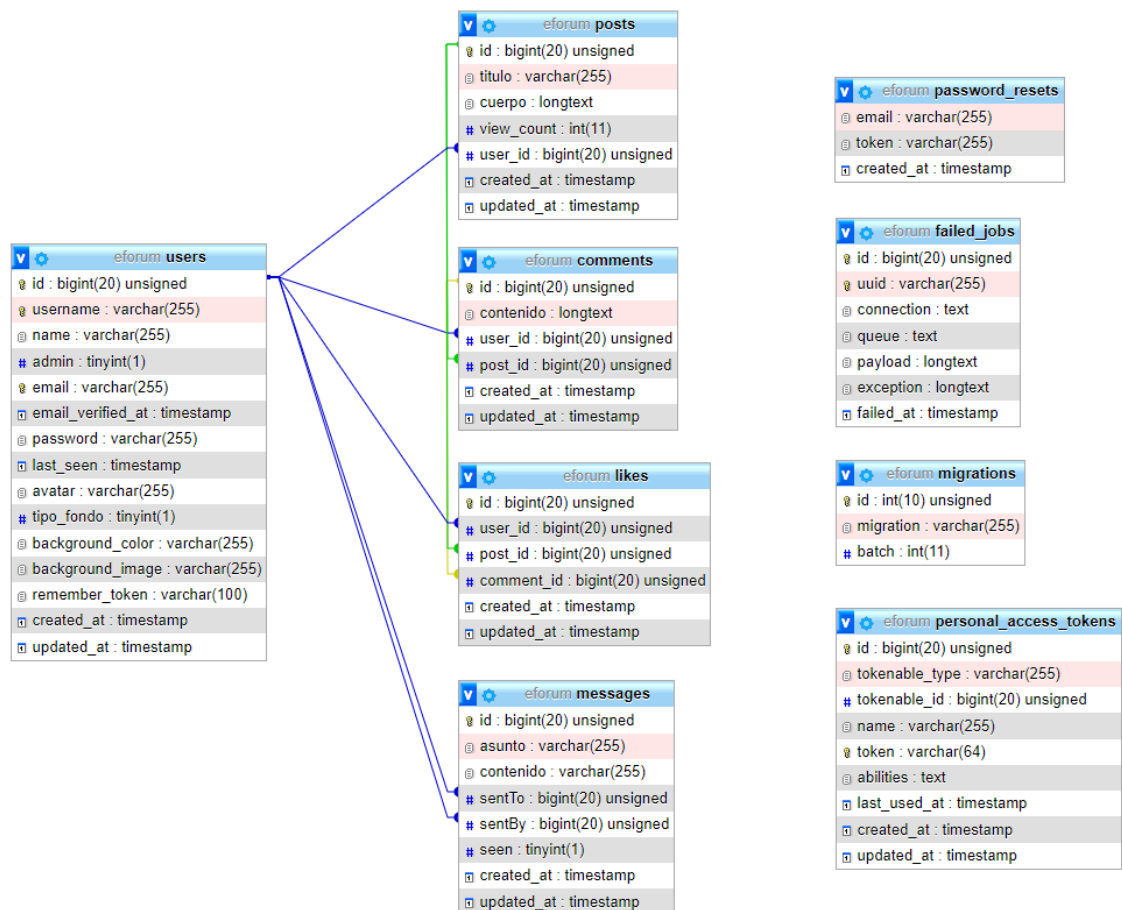 eforum users
id : bigint(20) unsigned
username : varchar(255)
name : varchar(255)
admin : tinyint(1)
email : varchar(255)
email_verified_at : timestamp
password : varchar(255)
last_seen : timestamp
avatar : varchar(255)
tipo_fondo : tinyint(1)
background_color : varchar(255)
background_image : varchar(255)
remember_token : varchar(100)
created_at : timestamp
updated_at : timestamp
eforum posts
id : bigint(20) unsigned
titulo : varchar(255)
cuerpo : longtext
view_count : int(11)
user_id : bigint(20) unsigned
created_at : timestamp
updated_at : timestamp
eforum comments
id : bigint(20) unsigned
contenido : longtext
user_id : bigint(20) unsigned
post_id : bigint(20) unsigned
created_at : timestamp
updated_at : timestamp
eforum likes
id : bigint(20) unsigned
user_id : bigint(20) unsigned
post_id : bigint(20) unsigned
comment_id : bigint(20) unsigned
created_at : timestamp
updated_at : timestamp
eforum messages
id : bigint(20) unsigned
asunto : varchar(255)
contenido : varchar(255)
sentTo : bigint(20) unsigned
sentBy : bigint(20) unsigned
seen : tinyint(1)
created_at : timestamp
updated_at : timestamp
eforum password_resets
email : varchar(255)
token : varchar(255)
created_at : timestamp
eforum failed_jobs
id : bigint(20) unsigned
uuid : varchar(255)
connection : text
queue : text
payload : longtext
exception : longtext
failed_at : timestamp
eforum migrations
id : int(10) unsigned
migration : varchar(255)
batch : int(11)
eforum personal_access_tokens
id : bigint(20) unsigned
tokenable_type : varchar(255)
tokenable_id : bigint(20) unsigned
name : varchar(255)
token : varchar(64)
abilities : text
last_used_at : timestamp
created_at : timestamp
updated_at : timestamp